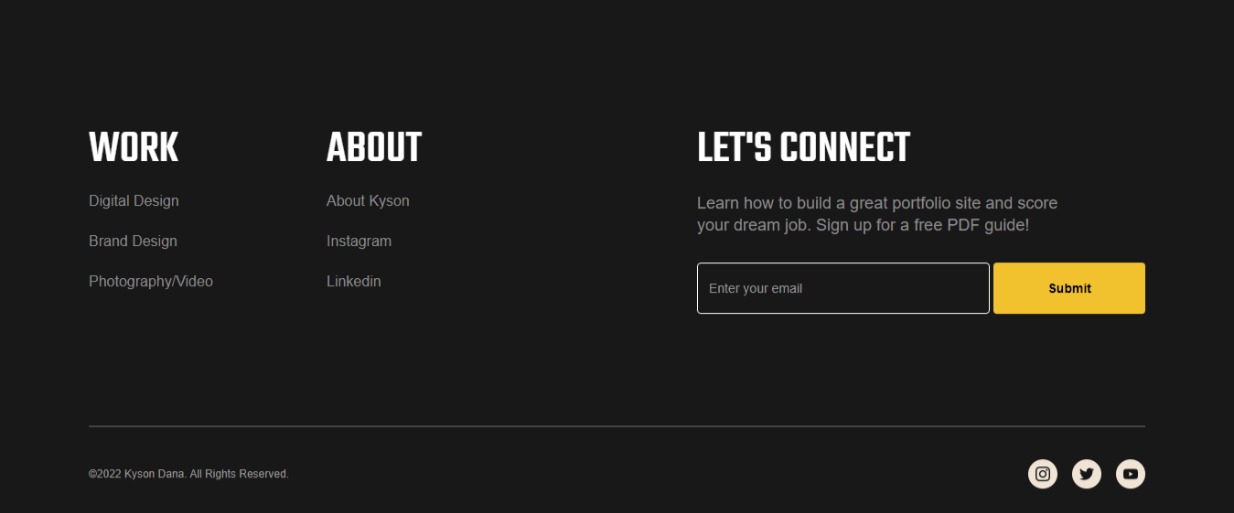 WORK
Digital Design
Brand Design
Photography/Video
ABOUT
About Kyson
Instagram
Linkedin
LET'S CONNECT
Learn how to build a great portfolio site and score
your dream job. Sign up for a free PDF guide!
Enter your email
Submit
©2022 Kyson Dana. All Rights Reserved.